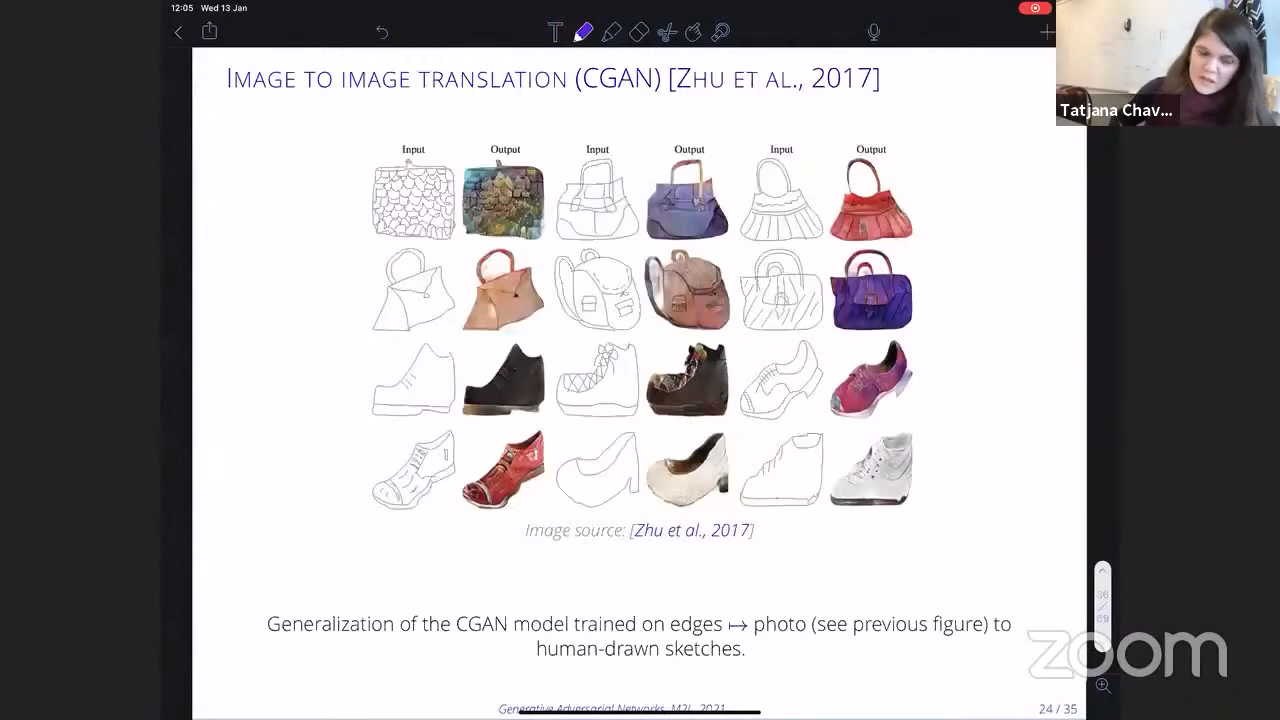 12:05 Wed 13 Jan
T
Tatjana Chav...
IMAGE TO IMAGE TRANSLATION (CGAN) [ZHU ET AL., 2017]
Input Output Input Output Input Output
Image source: [Zhu et al., 2017]
Generalization of the CGAN model trained on edges ↦ photo (see previous figure) to
human-drawn sketches.
36
/
69
zoom
Generative Adversarial Networks, M2L, 2021
24 / 35